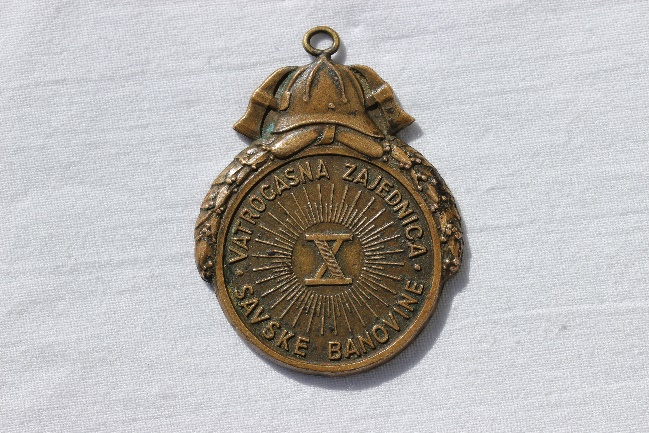 VATROGASNA ZAJEDNICA
X
SAVSKE BANOVINE